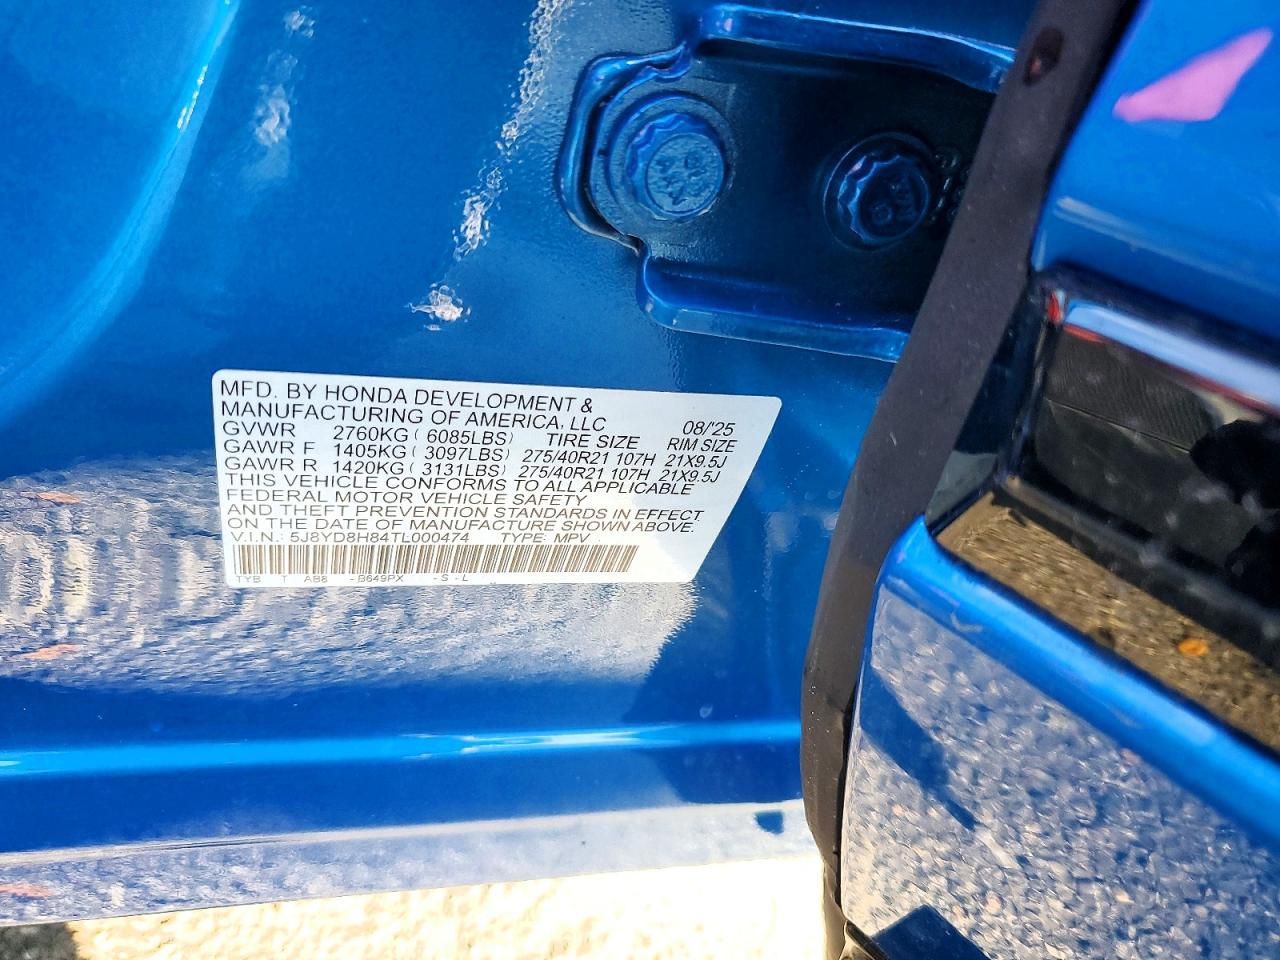 MFD. BY HONDA DEVELOPMENT &
MANUFACTURING OF AMERICA, LLC 08/'25
GVWR 2760KG ( 6085LBS) TIRE SIZE RIM SIZE
GAWR F 1405KG ( 3097LBS) 275/40R21 107H 21X9.5J
GAWR R 1420KG ( 3131LBS) 275/40R21 107H 21X9.5J
THIS VEHICLE CONFORMS TO ALL APPLICABLE
FEDERAL MOTOR VEHICLE SAFETY
AND THEFT PREVENTION STANDARDS IN EFFECT
ON THE DATE OF MANUFACTURE SHOWN ABOVE.
V.I.N.: 5J8YD8H84TL000474 TYPE: MPV
TYB T AB8 -B649PX -S-L